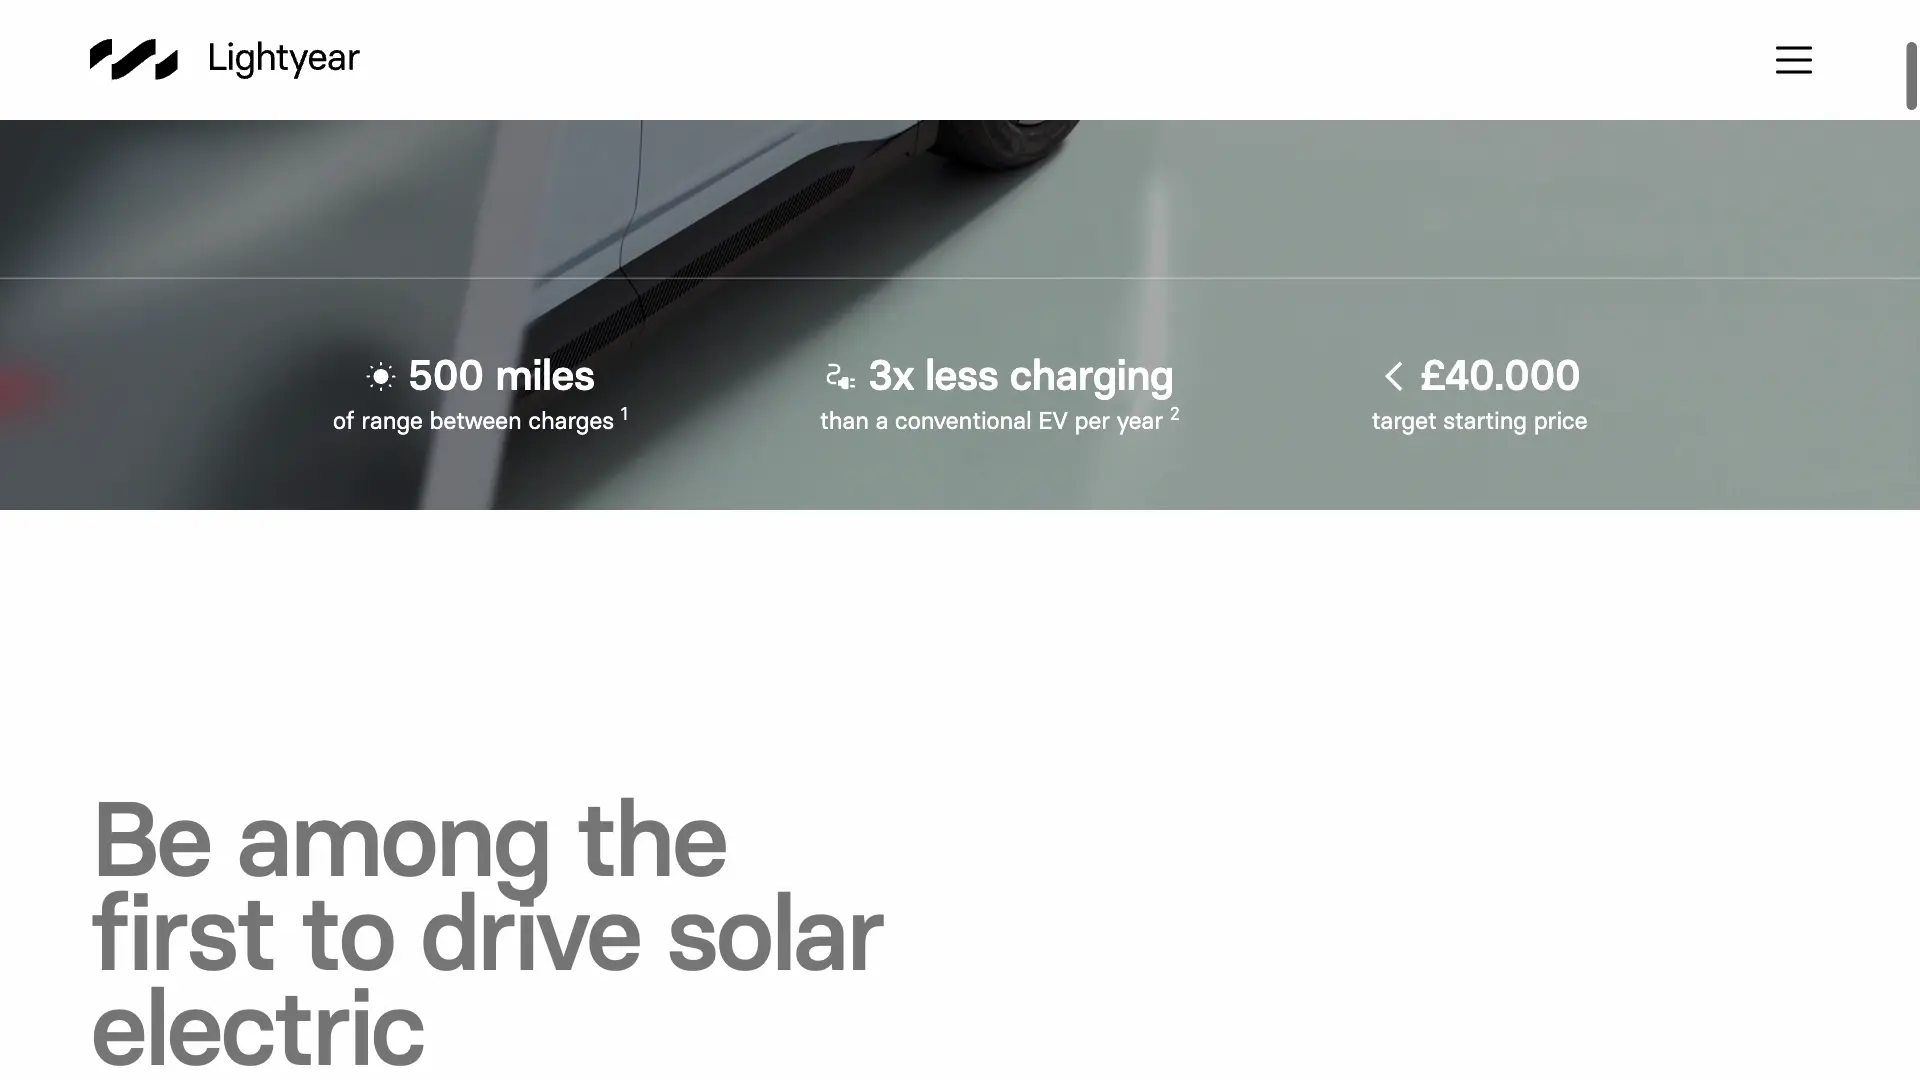 Lightyear
500 miles
of range between charges 1
3x less charging
than a conventional EV per year 2
< £40.000
target starting price
Be among the
first to drive solar
electric